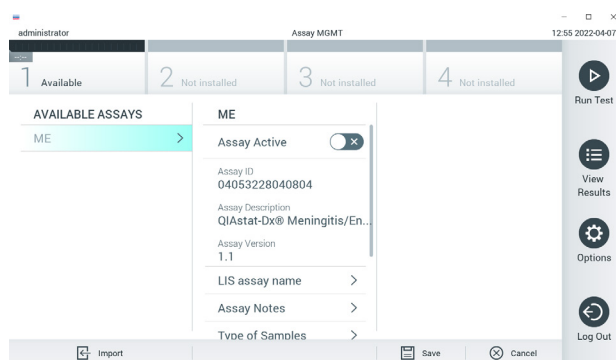 administrator Assay MGMT 12:55 2022-04-07
--:--
1 Available 2 Not installed 3 Not installed 4 Not installed
Run Test
AVAILABLE ASSAYS ME
ME
Assay Active
Assay ID
04053228040804
Assay Description
QIAstat-Dx® Meningitis/En...
Assay Version
1.1
LIS assay name
Assay Notes
Type of Samples
View
Results
Options
Log Out
Import Save Cancel